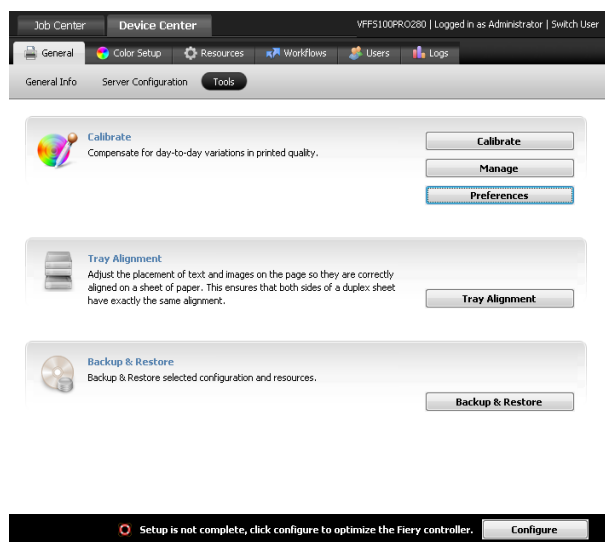 Job Center Device Center VFFS100PRO280 | Logged in as Administrator | Switch User
General Color Setup Resources Workflows Users Logs
General Info Server Configuration Tools
Calibrate
Compensate for day-to-day variations in printed quality.
Calibrate
Manage
Preferences
Tray Alignment
Adjust the placement of text and images on the page so they are correctly
aligned on a sheet of paper. This ensures that both sides of a duplex sheet
have exactly the same alignment.
Tray Alignment
Backup & Restore
Backup & Restore selected configuration and resources.
Backup & Restore
Setup is not complete, click configure to optimize the Fiery controller. Configure